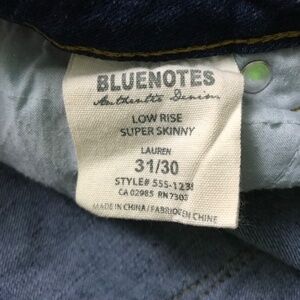 BLUENOTES
Authentic Denim
LOW RISE
SUPER SKINNY
LAUREN
31/30
STYLE# 555-1238
CA 02985 RN 7303
MADE IN CHINA/FABRIQUÉ EN CHINE